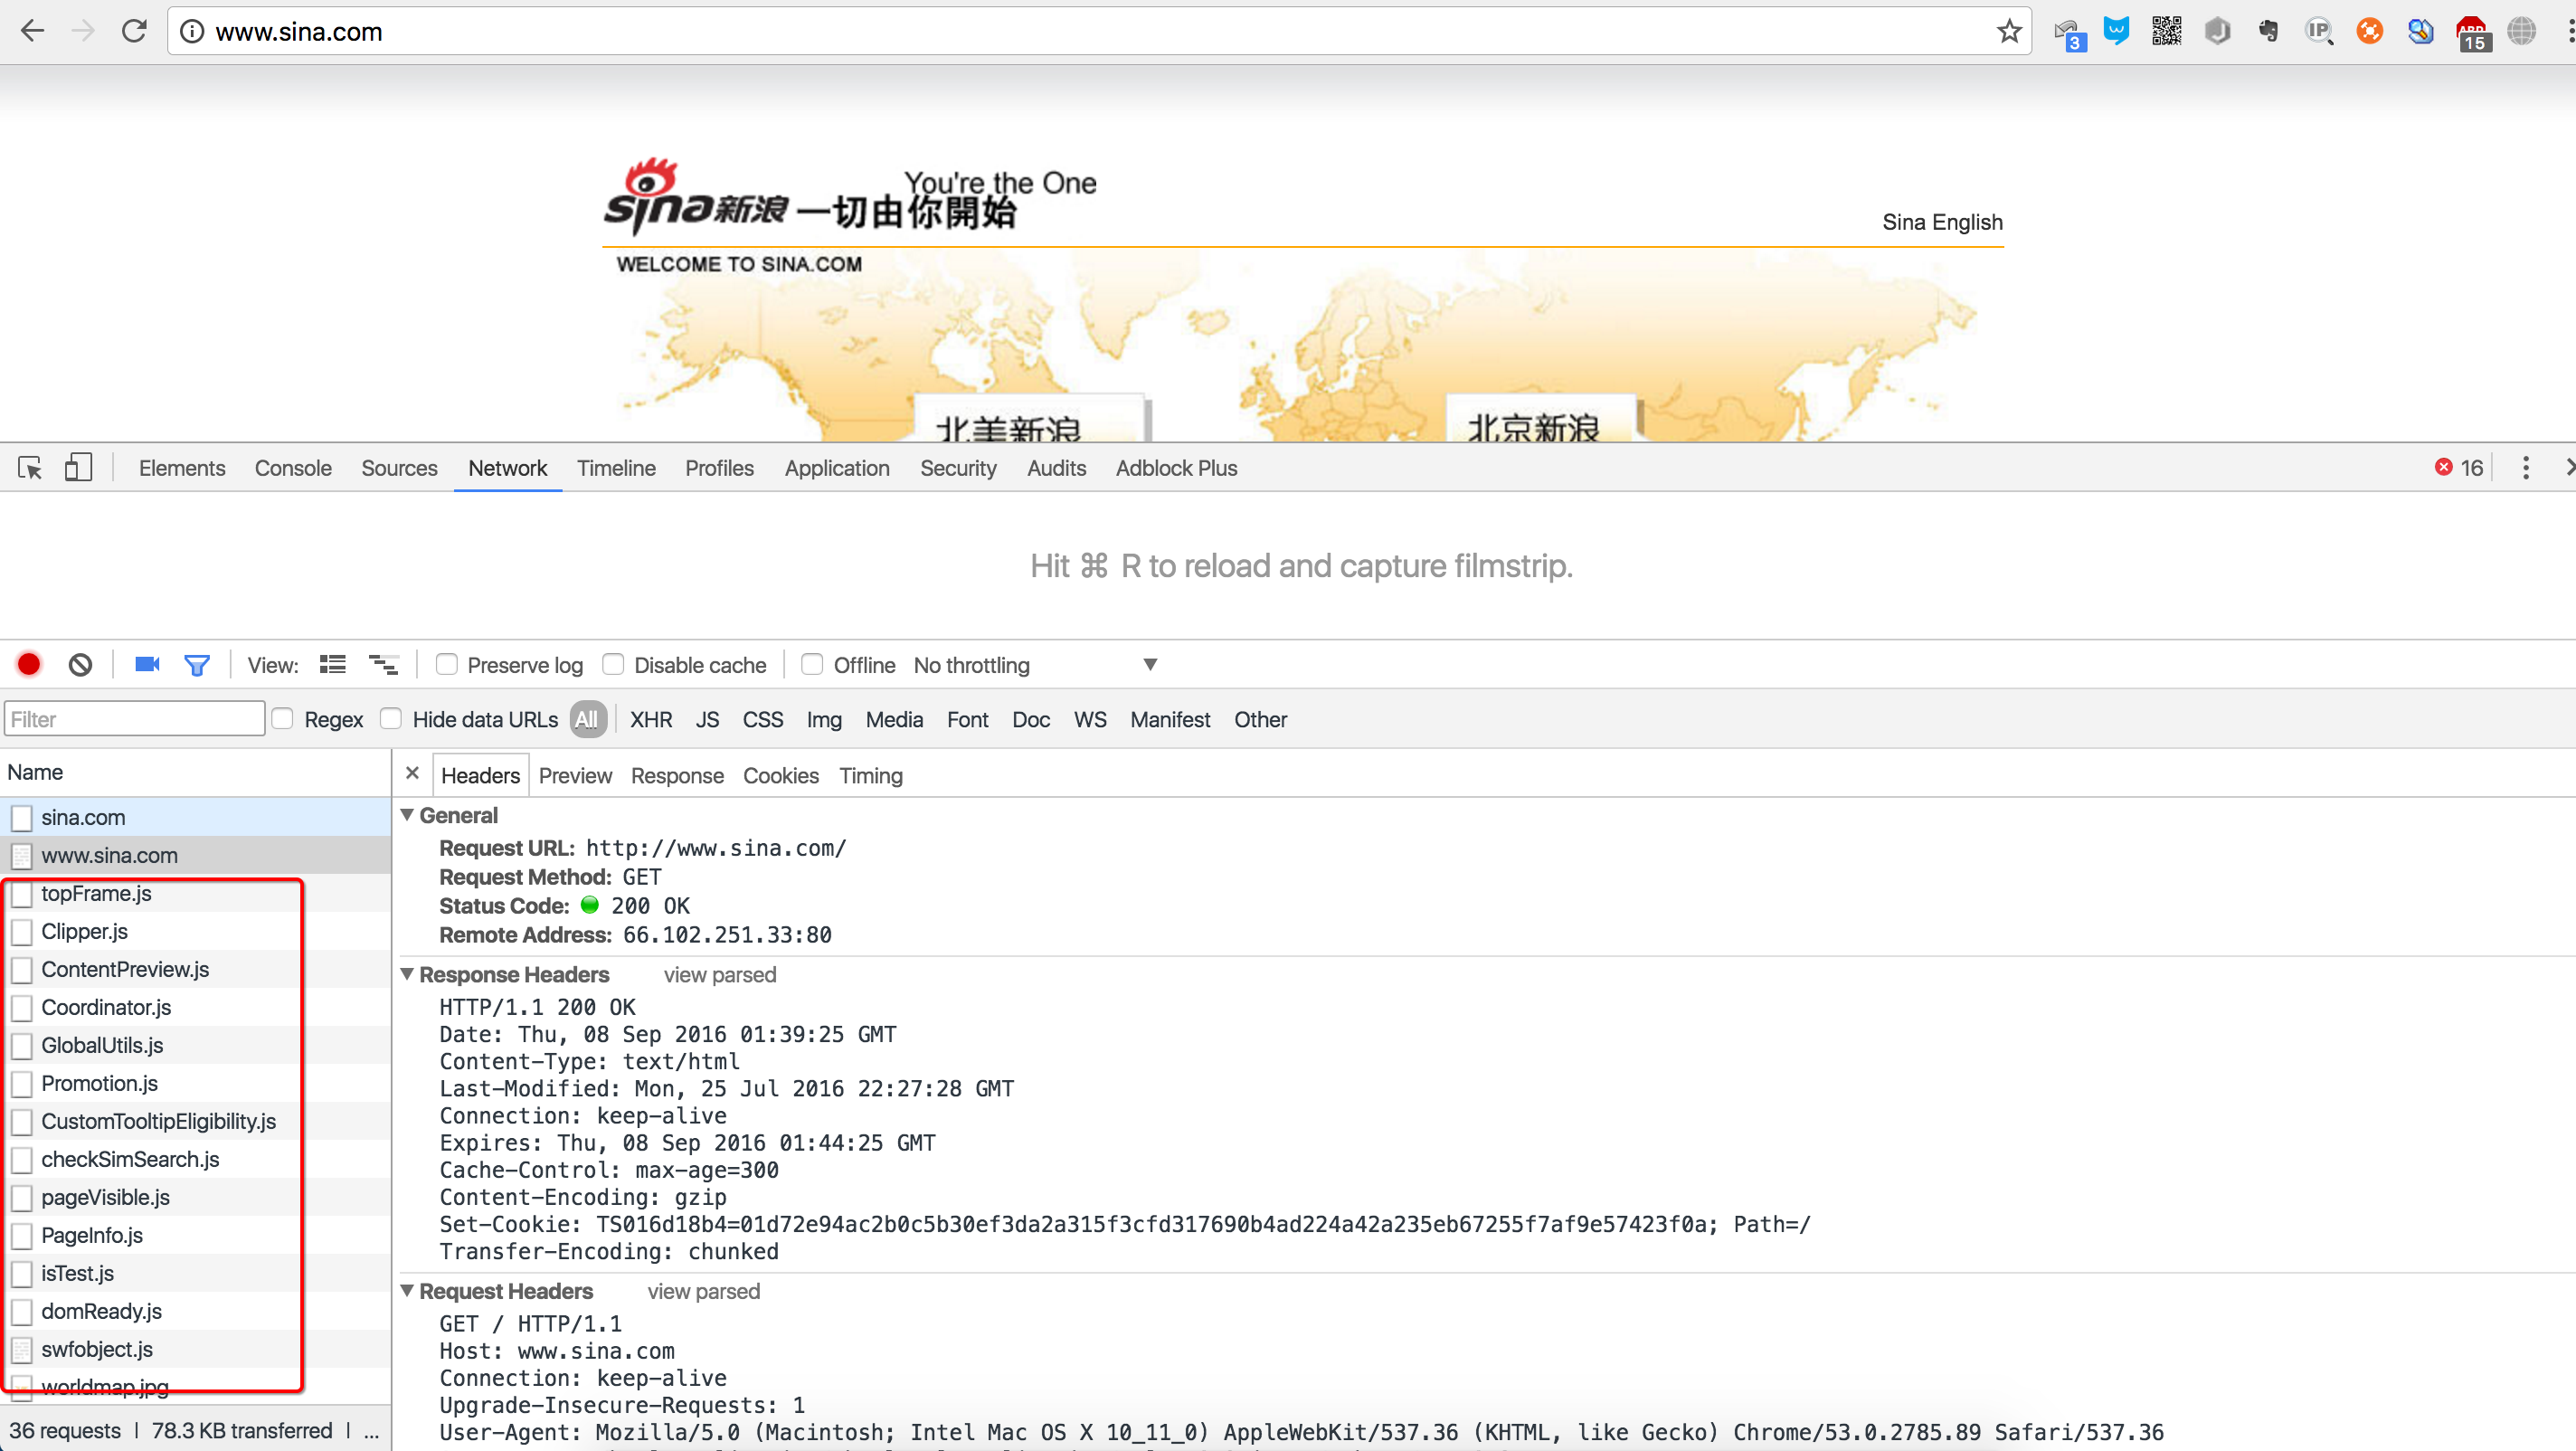 www.sina.com
3
IP
ABP
15
sina新浪
You're the One
一切由你開始
Sina English
WELCOME TO SINA.COM
北美新浪
北京新浪
Elements Console Sources Network Timeline Profiles Application Security Audits Adblock Plus 16
Hit ⌘ R to reload and capture filmstrip.
View: Preserve log Disable cache Offline No throttling
Filter Regex Hide data URLs All XHR JS CSS Img Media Font Doc WS Manifest Other
Name
sina.com
www.sina.com
topFrame.js
Clipper.js
ContentPreview.js
Coordinator.js
GlobalUtils.js
Promotion.js
CustomTooltipEligibility.js
checkSimSearch.js
pageVisible.js
PageInfo.js
isTest.js
domReady.js
swfobject.js
worldmap.jpg
36 requests | 78.3 KB transferred | ...
× Headers Preview Response Cookies Timing
General
Request URL: http://www.sina.com/
Request Method: GET
Status Code: 200 OK
Remote Address: 66.102.251.33:80
Response Headers view parsed
HTTP/1.1 200 OK
Date: Thu, 08 Sep 2016 01:39:25 GMT
Content-Type: text/html
Last-Modified: Mon, 25 Jul 2016 22:27:28 GMT
Connection: keep-alive
Expires: Thu, 08 Sep 2016 01:44:25 GMT
Cache-Control: max-age=300
Content-Encoding: gzip
Set-Cookie: TS016d18b4=01d72e94ac2b0c5b30ef3da2a315f3cfd317690b4ad224a42a235eb67255f7af9e57423f0a; Path=/
Transfer-Encoding: chunked
Request Headers view parsed
GET / HTTP/1.1
Host: www.sina.com
Connection: keep-alive
Upgrade-Insecure-Requests: 1
User-Agent: Mozilla/5.0 (Macintosh; Intel Mac OS X 10_11_0) AppleWebKit/537.36 (KHTML, like Gecko) Chrome/53.0.2785.89 Safari/537.36